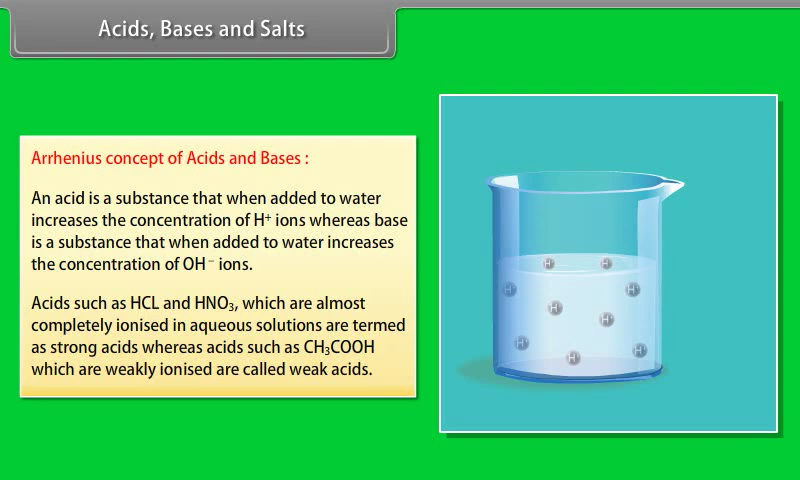 Acids, Bases and Salts
Arrhenius concept of Acids and Bases :
An acid is a substance that when added to water
increases the concentration of H⁺ ions whereas base
is a substance that when added to water increases
the concentration of OH⁻ ions.
Acids such as HCL and HNO₃, which are almost
completely ionised in aqueous solutions are termed
as strong acids whereas acids such as CH₃COOH
which are weakly ionised are called weak acids.
H⁺ H⁺
H⁺ H⁺
H⁺
H⁺
H⁺ H⁺
H⁺